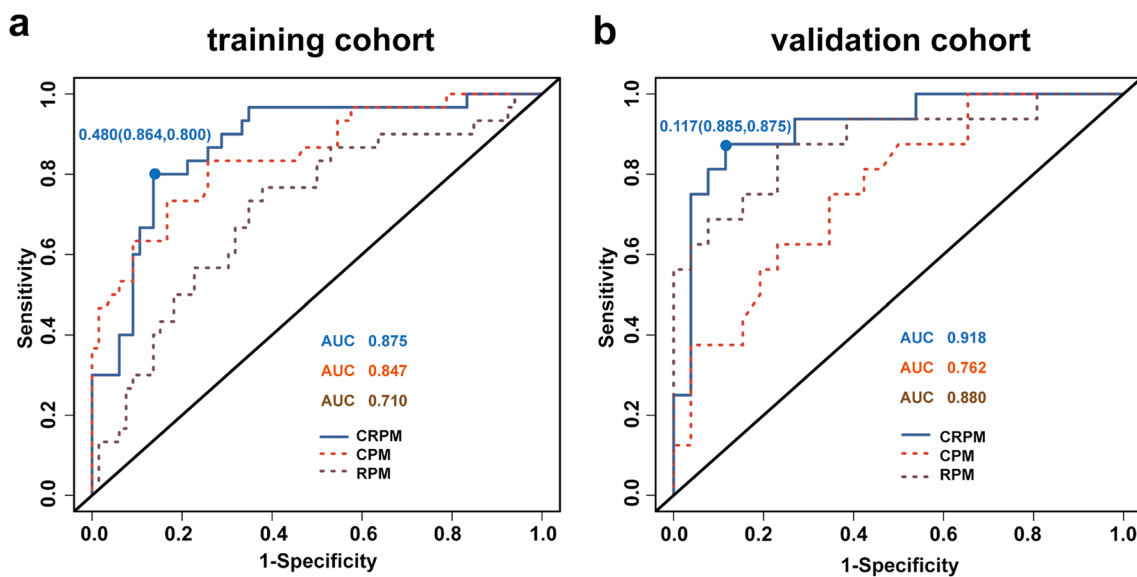 a
training cohort
1.0
0.8
0.6
0.4
0.2
0.0
Sensitivity
0.480(0.864,0.800)
AUC 0.875
AUC 0.847
AUC 0.710
CRPM
CPM
RPM
0.0 0.2 0.4 0.6 0.8 1.0
1-Specificity
b
validation cohort
1.0
0.8
0.6
0.4
0.2
0.0
Sensitivity
0.117(0.885,0.875)
AUC 0.918
AUC 0.762
AUC 0.880
CRPM
CPM
RPM
0.0 0.2 0.4 0.6 0.8 1.0
1-Specificity